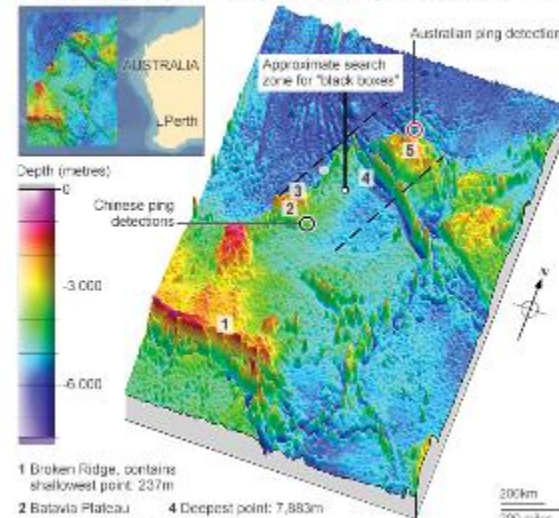 Australian ping detection
AUSTRALIA
Perth
Approximate search
zone for "black boxes"
Depth (metres)
0
-3.000
-6.000
Chinese ping
detections
1
2
3
4
5
N
1 Broken Ridge, contains
shallowest point: 237m
2 Batavia Plateau
4 Deepest point: 7,883m
200km